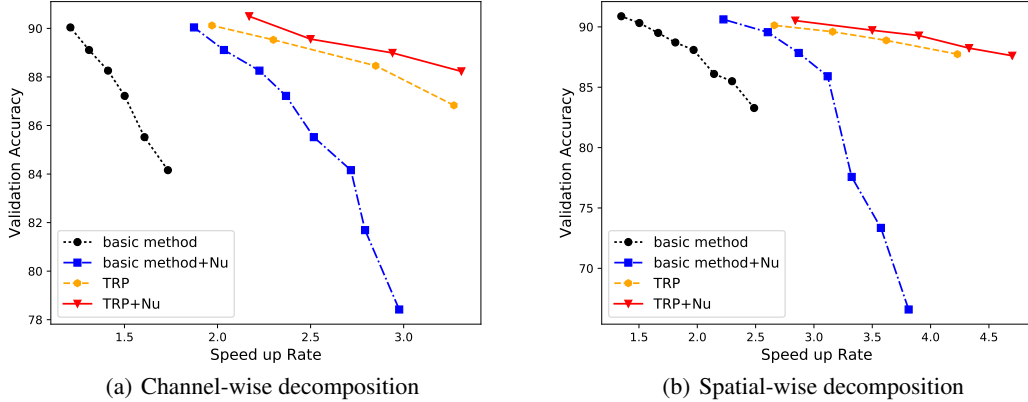 Validation Accuracy
90
88
86
84
82
80
78
1.5
2.0
2.5
3.0
Speed up Rate
basic method
basic method+Nu
TRP
TRP+Nu
(a) Channel-wise decomposition
Validation Accuracy
90
85
80
75
70
65
1.5
2.0
2.5
3.0
3.5
4.0
4.5
Speed up Rate
basic method
basic method+Nu
TRP
TRP+Nu
(b) Spatial-wise decomposition